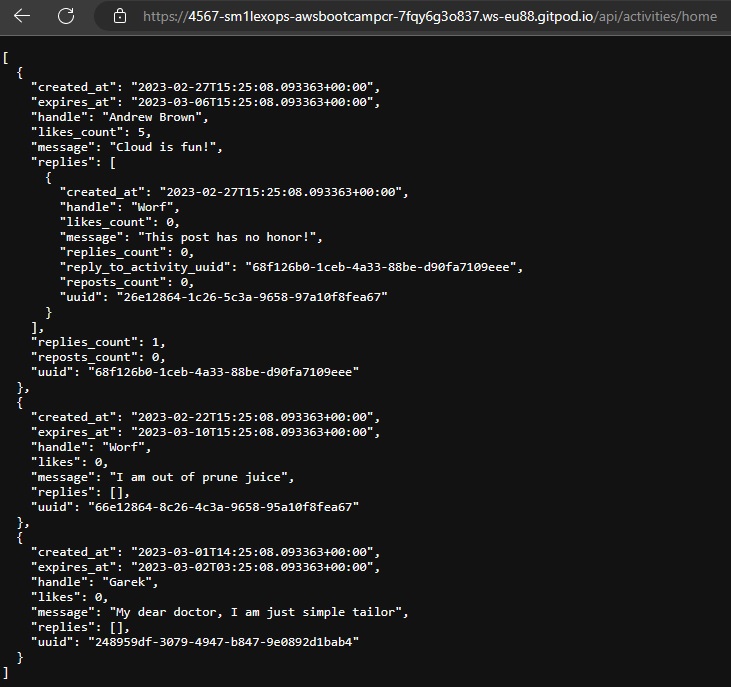 https://4567-sm1lexops-awsbootcampcr-7fqy6g3o837.ws-eu88.gitpod.io/api/activities/home
[
  {
    "created_at": "2023-02-27T15:25:08.093363+00:00",
    "expires_at": "2023-03-06T15:25:08.093363+00:00",
    "handle": "Andrew Brown",
    "likes_count": 5,
    "message": "Cloud is fun!",
    "replies": [
      {
        "created_at": "2023-02-27T15:25:08.093363+00:00",
        "handle": "Worf",
        "likes_count": 0,
        "message": "This post has no honor!",
        "replies_count": 0,
        "reply_to_activity_uuid": "68f126b0-1ceb-4a33-88be-d90fa7109eee",
        "reposts_count": 0,
        "uuid": "26e12864-1c26-5c3a-9658-97a10f8fea67"
      }
    ],
    "replies_count": 1,
    "reposts_count": 0,
    "uuid": "68f126b0-1ceb-4a33-88be-d90fa7109eee"
  },
  {
    "created_at": "2023-02-22T15:25:08.093363+00:00",
    "expires_at": "2023-03-10T15:25:08.093363+00:00",
    "handle": "Worf",
    "likes": 0,
    "message": "I am out of prune juice",
    "replies": [],
    "uuid": "66e12864-8c26-4c3a-9658-95a10f8fea67"
  },
  {
    "created_at": "2023-03-01T14:25:08.093363+00:00",
    "expires_at": "2023-03-02T03:25:08.093363+00:00",
    "handle": "Garek",
    "likes": 0,
    "message": "My dear doctor, I am just simple tailor",
    "replies": [],
    "uuid": "248959df-3079-4947-b847-9e0892d1bab4"
  }
]